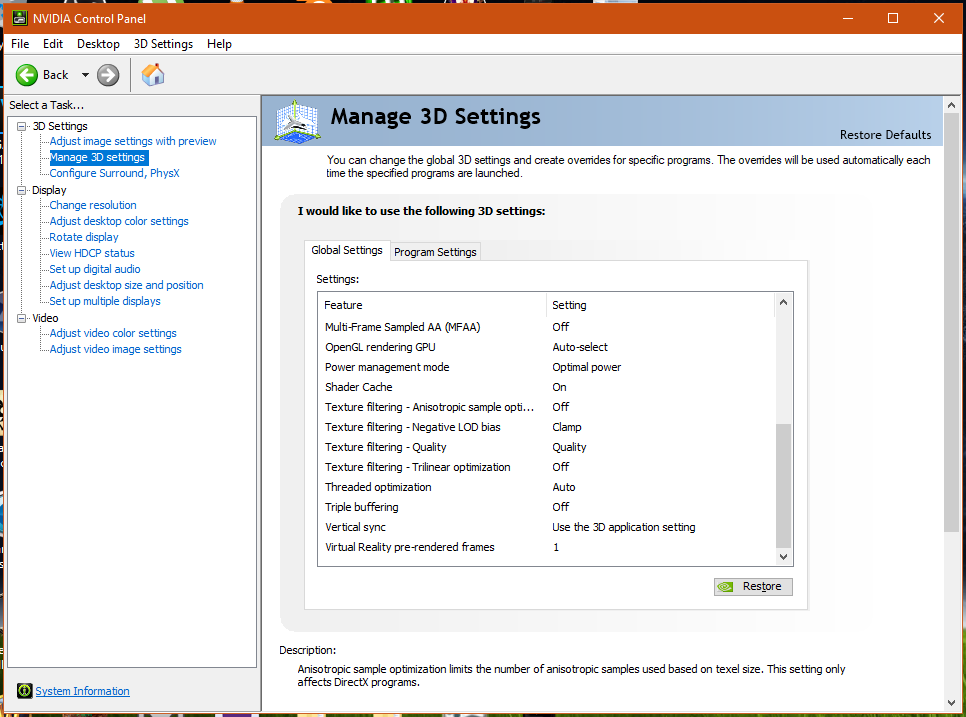 NVIDIA Control Panel
File Edit Desktop 3D Settings Help
Back
Select a Task...
3D Settings
Adjust image settings with preview
Manage 3D settings
Configure Surround, PhysX
Display
Change resolution
Adjust desktop color settings
Rotate display
View HDCP status
Set up digital audio
Adjust desktop size and position
Set up multiple displays
Video
Adjust video color settings
Adjust video image settings
System Information
Manage 3D Settings
Restore Defaults
You can change the global 3D settings and create overrides for specific programs. The overrides will be used automatically each
time the specified programs are launched.
I would like to use the following 3D settings:
Global Settings Program Settings
Settings:
Feature Setting
Multi-Frame Sampled AA (MFAA) Off
OpenGL rendering GPU Auto-select
Power management mode Optimal power
Shader Cache On
Texture filtering - Anisotropic sample opti... Off
Texture filtering - Negative LOD bias Clamp
Texture filtering - Quality Quality
Texture filtering - Trilinear optimization Off
Threaded optimization Auto
Triple buffering Off
Vertical sync Use the 3D application setting
Virtual Reality pre-rendered frames 1
Restore
Description:
Anisotropic sample optimization limits the number of anisotropic samples used based on texel size. This setting only
affects DirectX programs.